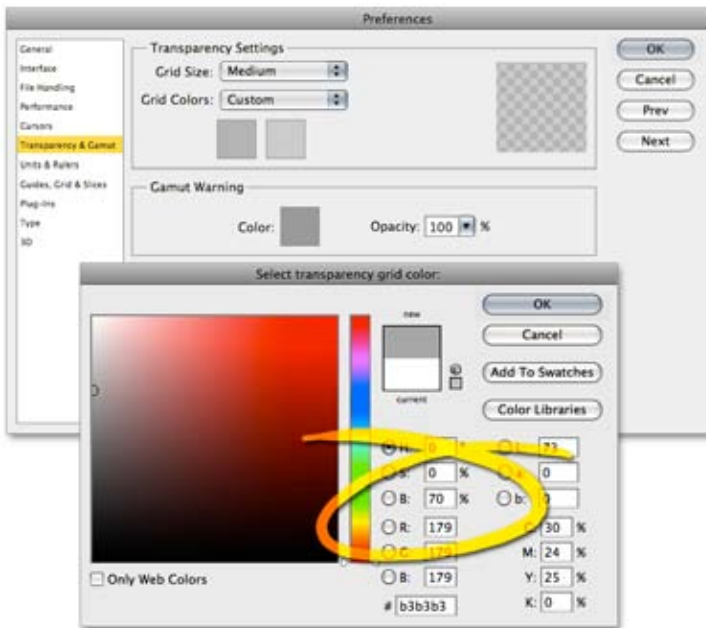 Preferences
General
Interface
File Handling
Performance
Cursors
Transparency & Gamut
Units & Rulers
Guides, Grid & Slices
Plug-Ins
Type
3D
Transparency Settings
Grid Size: Medium
Grid Colors: Custom
Gamut Warning
Color:
Opacity: 100 %
OK
Cancel
Prev
Next
Select transparency grid color:
new
current
OK
Cancel
Add To Swatches
Color Libraries
H: 0 °
S: 0 %
B: 70 %
R: 179
G: 179
B: 179
# b3b3b3
L: 73
a: 0
b: 0
C: 30 %
M: 24 %
Y: 25 %
K: 0 %
Only Web Colors